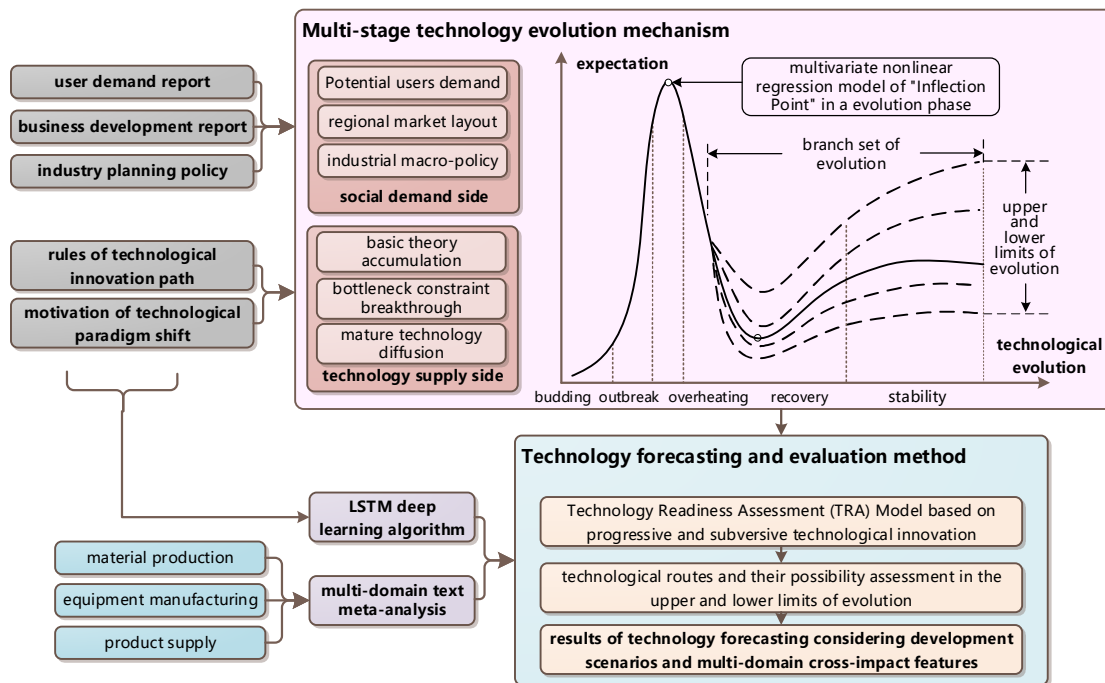 Multi-stage technology evolution mechanism
user demand report
business development report
industry planning policy
rules of technological
innovation path
motivation of technological
paradigm shift
Potential users demand
regional market layout
industrial macro-policy
social demand side
basic theory
accumulation
bottleneck constraint
breakthrough
mature technology
diffusion
technology supply side
expectation
multivariate nonlinear
regression model of "Inflection
Point" in a evolution phase
branch set of
evolution
upper
and
lower
limits of
evolution
technological
evolution
budding outbreak overheating recovery stability
Technology forecasting and evaluation method
LSTM deep
learning algorithm
multi-domain text
meta-analysis
material production
equipment manufacturing
product supply
Technology Readiness Assessment (TRA) Model based on
progressive and subversive technological innovation
technological routes and their possibility assessment in the
upper and lower limits of evolution
results of technology forecasting considering development
scenarios and multi-domain cross-impact features